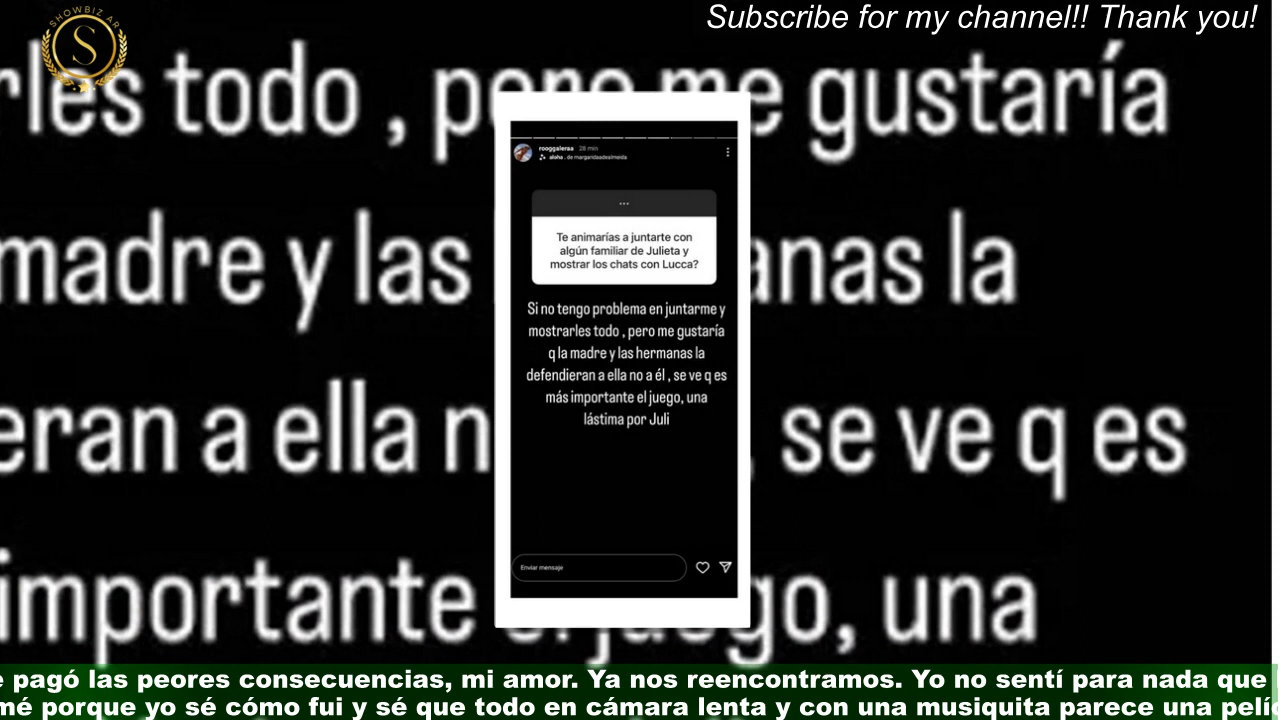 SHOWBIZ AR
S
Subscribe for my channel!! Thank you!
rles todo , pero me gustaría
madre y las
anas la
eran a ella n
, se ve q es
importante el juego, una
rooggaleraa 28 min
aloha . de margaridaadealmeida
...
Te animarías a juntarte con
algún familiar de Julieta y
mostrar los chats con Lucca?
Si no tengo problema en juntarme y
mostrarles todo , pero me gustaría
q la madre y las hermanas la
defendieran a ella no a él , se ve q es
más importante el juego, una
lástima por Juli
Enviar mensaje
e pagó las peores consecuencias, mi amor. Ya nos reencontramos. Yo no sentí para nada que
mé porque yo sé cómo fui y sé que todo en cámara lenta y con una musiquita parece una pelí